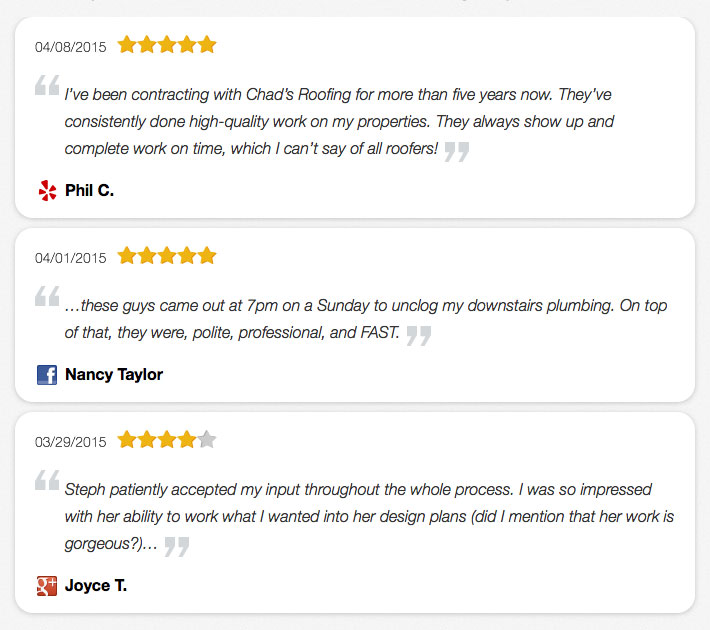 04/08/2015
“ I’ve been contracting with Chad’s Roofing for more than five years now. They’ve
consistently done high-quality work on my properties. They always show up and
complete work on time, which I can’t say of all roofers! ”
Phil C.
04/01/2015
“ …these guys came out at 7pm on a Sunday to unclog my downstairs plumbing. On top
of that, they were, polite, professional, and FAST. ”
f Nancy Taylor
03/29/2015
“ Steph patiently accepted my input throughout the whole process. I was so impressed
with her ability to work what I wanted into her design plans (did I mention that her work is
gorgeous?)… ”
g+ Joyce T.